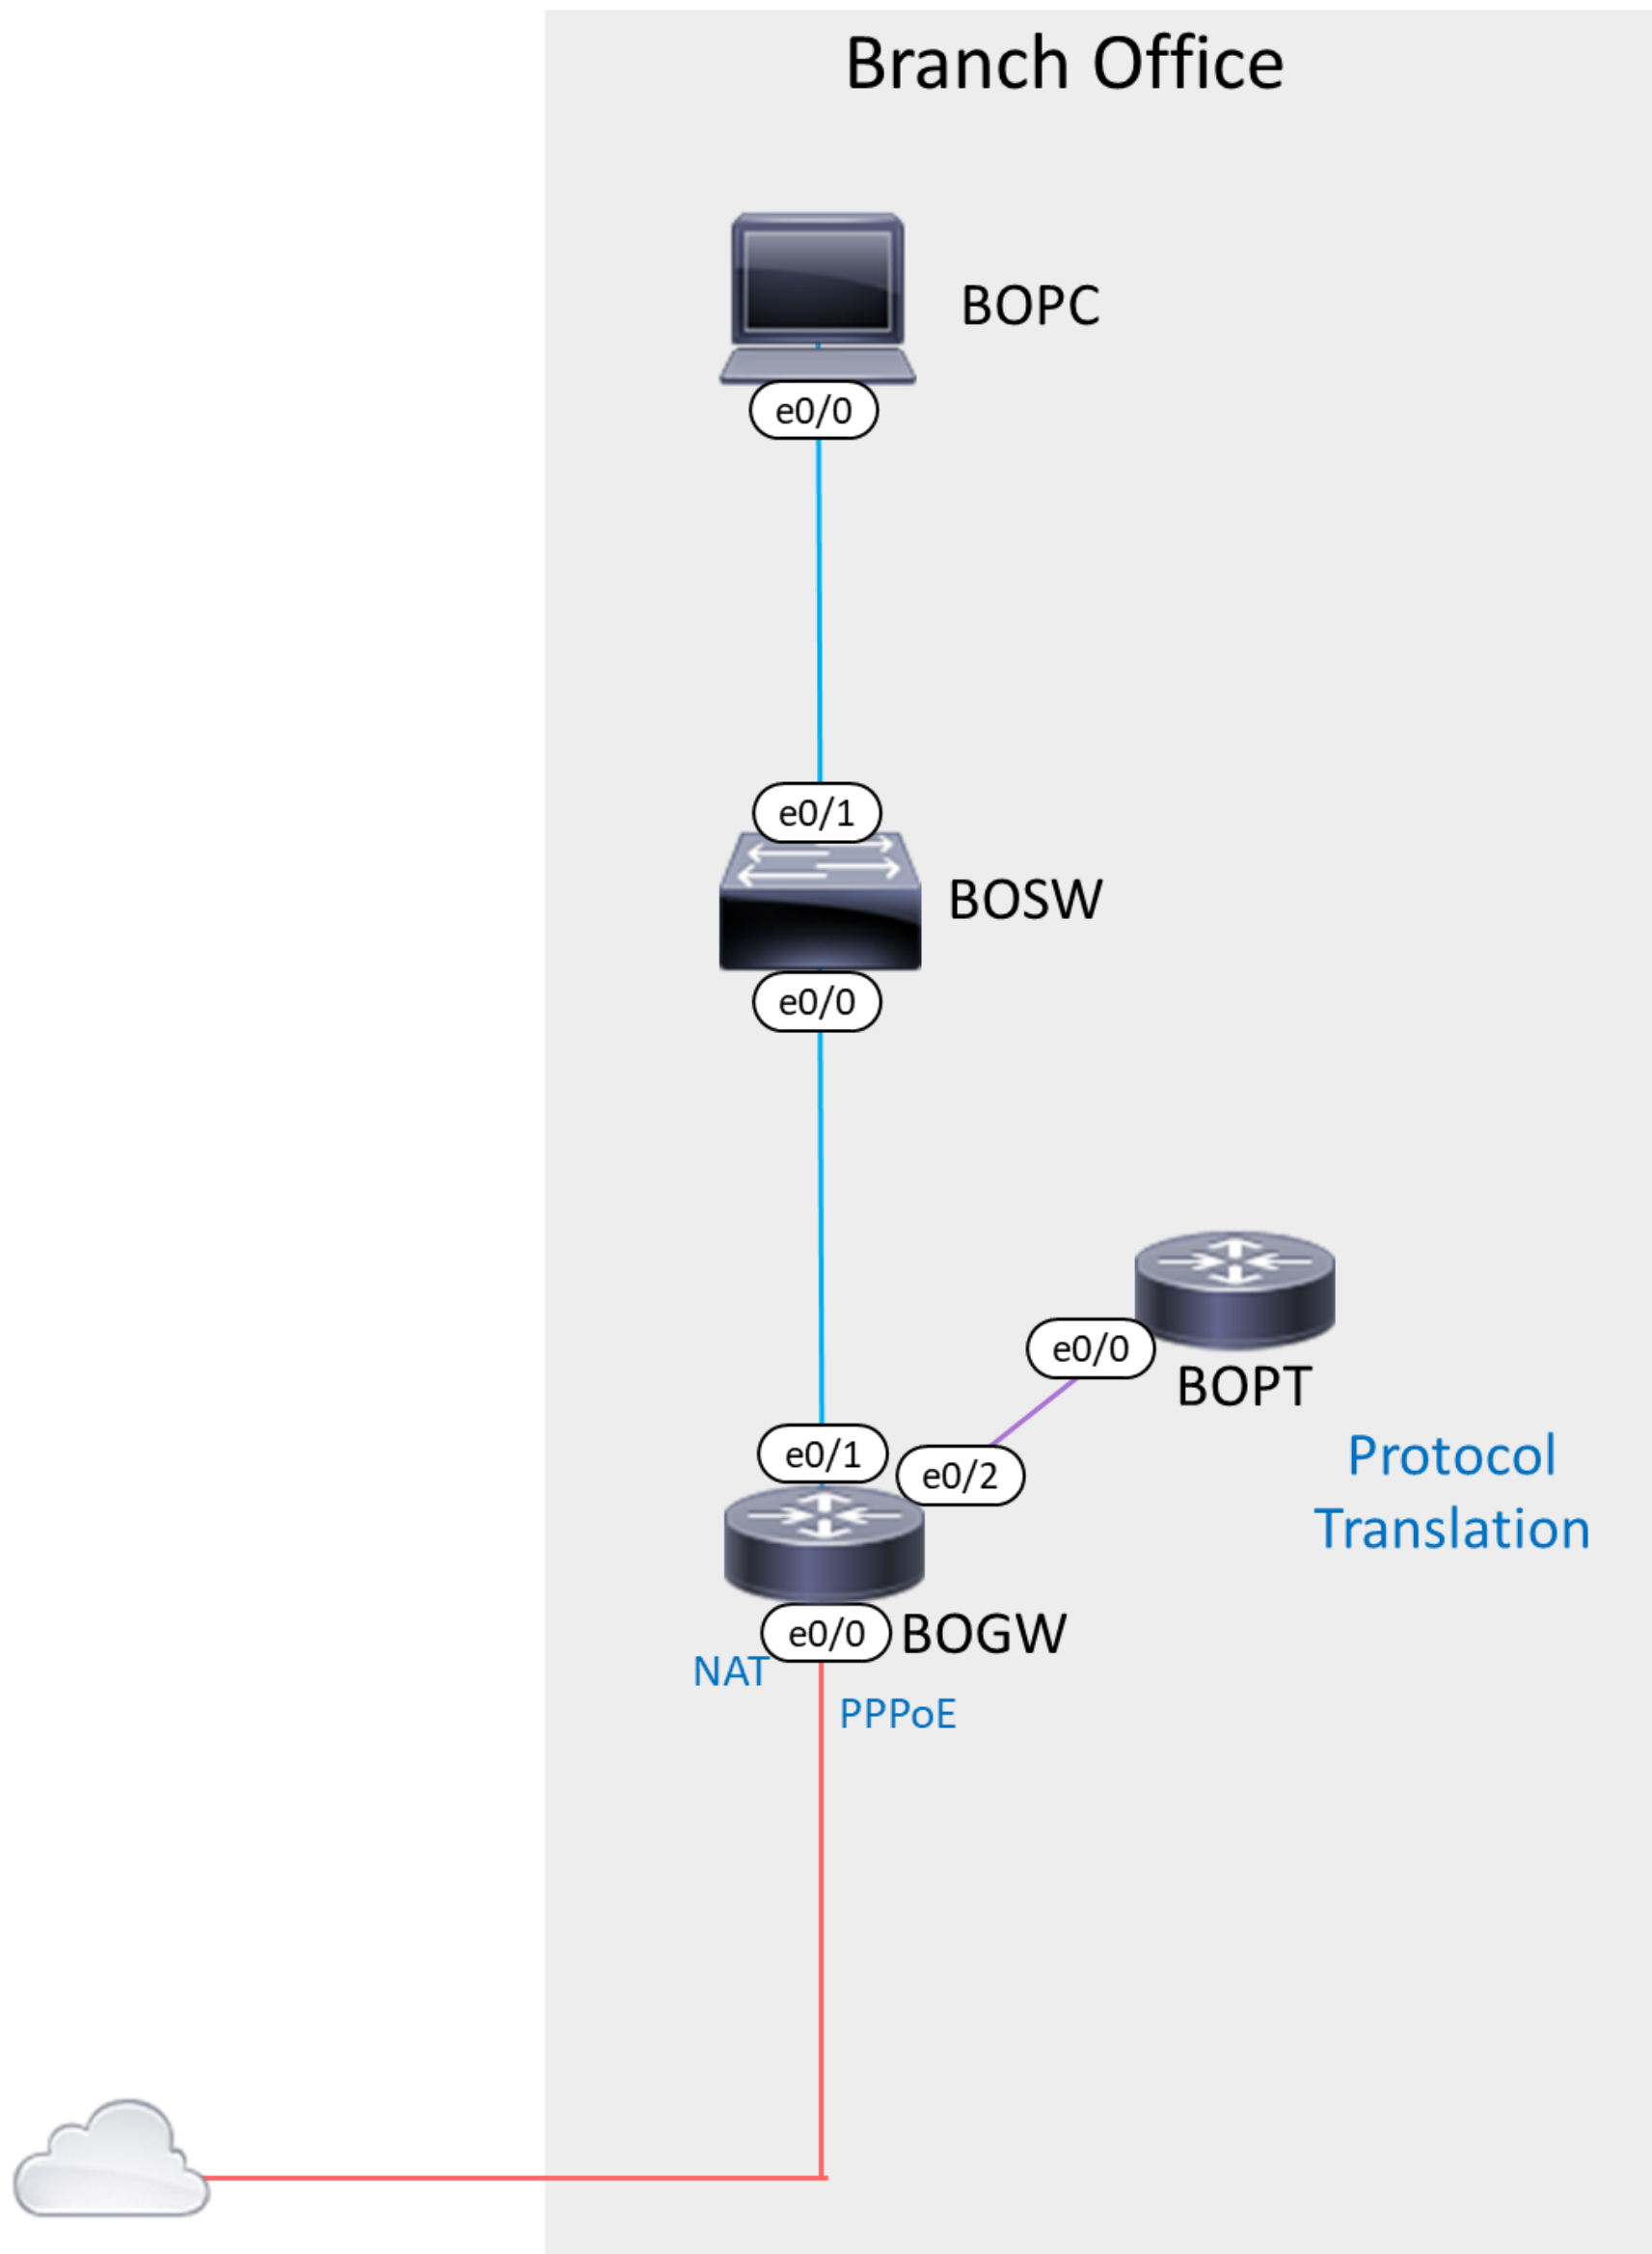 Branch Office
BOPC
e0/0
e0/1
BOSW
e0/0
e0/0
BOPT
e0/1
e0/2
Protocol
Translation
e0/0
BOGW
NAT
PPPoE